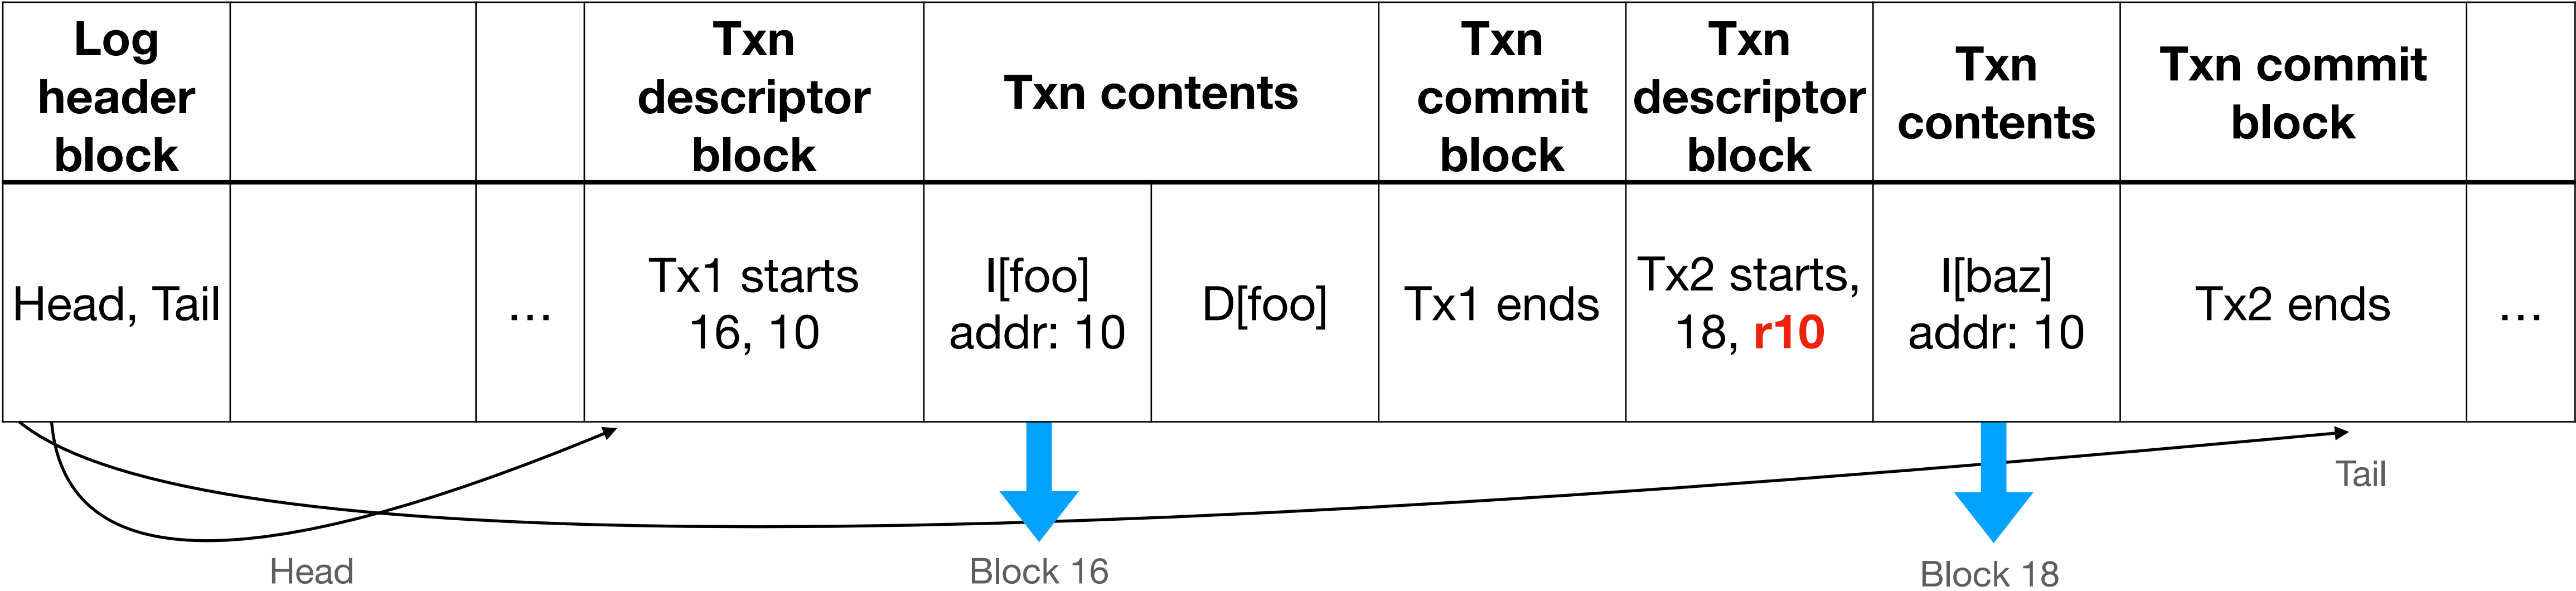 Log
header
block
Txn
descriptor
block
Txn contents
Txn
commit
block
Txn
descriptor
block
Txn
contents
Txn commit
block
Head, Tail
...
Tx1 starts
16, 10
I[foo]
addr: 10
D[foo]
Tx1 ends
Tx2 starts,
18, r10
I[baz]
addr: 10
Tx2 ends
...
Tail
Head
Block 16
Block 18